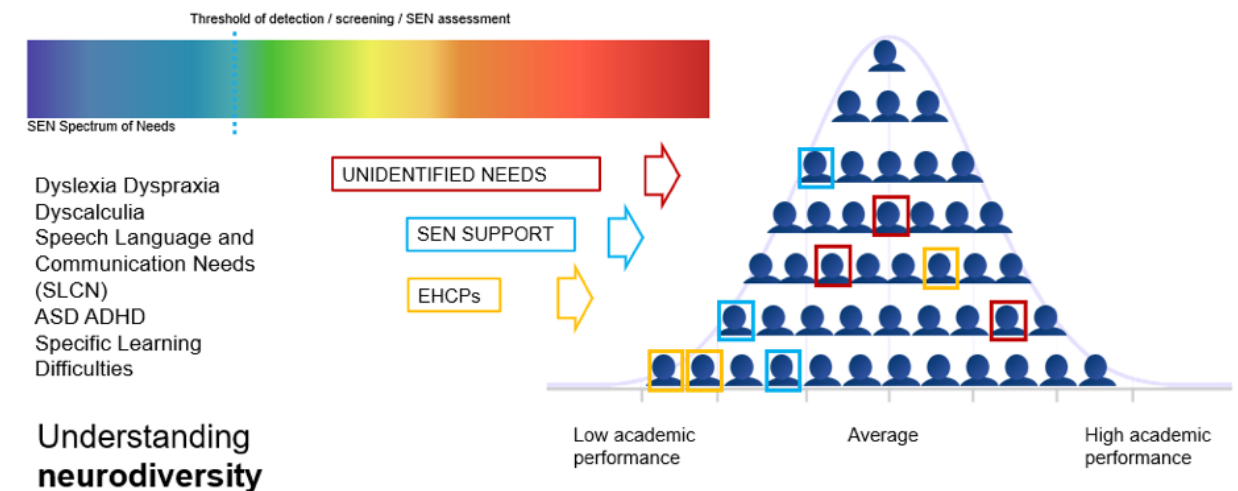 Threshold of detection / screening / SEN assessment
SEN Spectrum of Needs
Dyslexia Dyspraxia
Dyscalculia
Speech Language and
Communication Needs
(SLCN)
ASD ADHD
Specific Learning
Difficulties
Understanding
neurodiversity
UNIDENTIFIED NEEDS
SEN SUPPORT
EHCPs
Low academic
performance
Average
High academic
performance